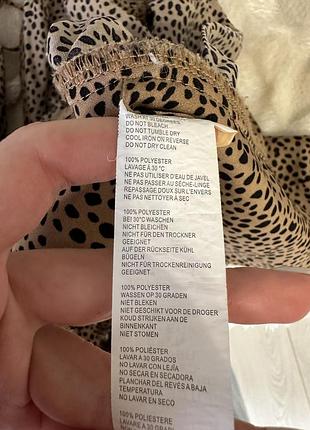 WASH AT 30 DEGREES
DO NOT BLEACH
DO NOT TUMBLE DRY
COOL IRON ON REVERSE
DO NOT DRY CLEAN
100% POLYESTER
LAVAGE À 30°C
NE PAS UTILISER D'EAU DE JAVEL
NE PAS PASSER AU SÈCHE-LINGE
REPASSAGE DOUX SUR L'ENVERS
NE PAS NETTOYER À SEC
100% POLYESTER
BEI 30°C WASCHEN
NICHT BLEICHEN
NICHT FÜR DEN TROCKNER
GEEIGNET
AUF DER RÜCKSEITE KÜHL
BÜGELN
NICHT FÜR TROCKENREINIGUNG
GEEIGNET
100% POLYESTER
WASSEN OP 30 GRADEN
NIET BLEKEN
NIET GESCHIKT VOOR DE DROGER
KOUD STRIJKEN AAN DE
BINNENKANT
NIET STOMEN
100% POLIÉSTER
LAVAR A 30 GRADOS
NO LAVAR CON LEJÍA
NO SECAR EN SECADORA
PLANCHAR DEL REVÉS A BAJA
TEMPERATURA
NO LAVAR EN SECO
100% POLIESTERE
LAVARE A 30 GRADI